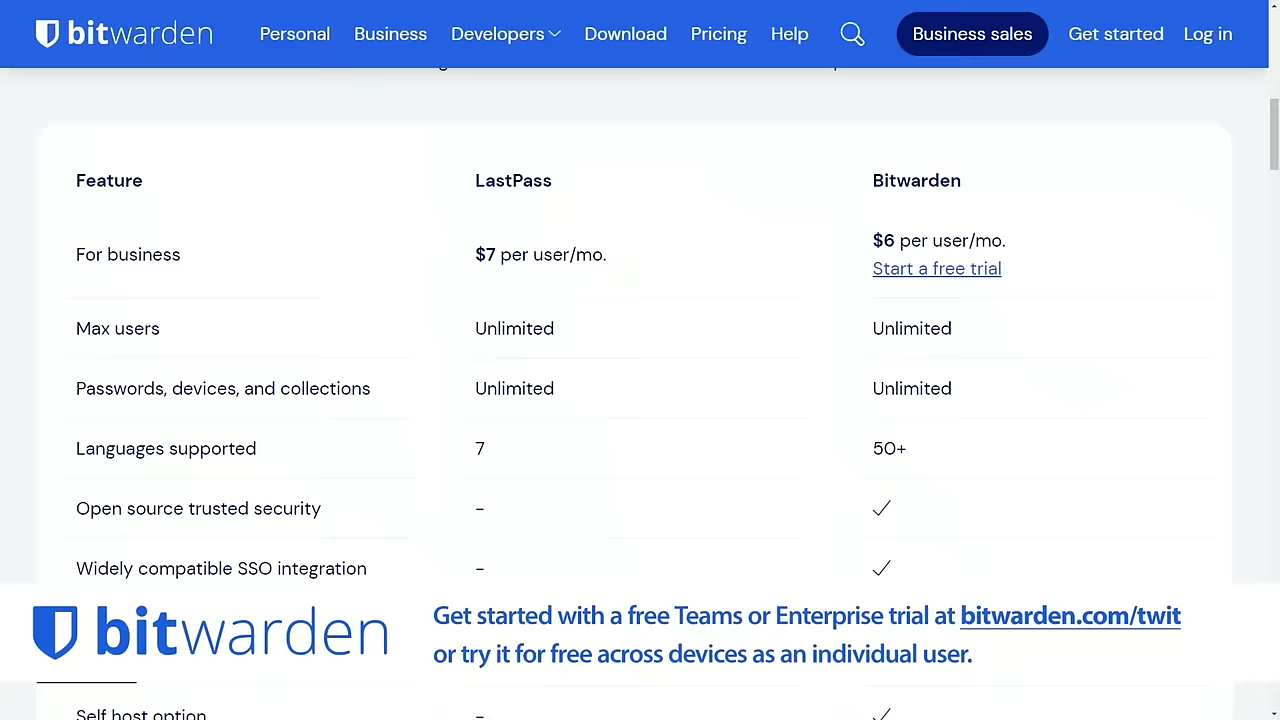 bitwarden
Personal Business Developers Download Pricing Help Business sales Get started Log in
Feature LastPass Bitwarden
For business $7 per user/mo. $6 per user/mo.
Start a free trial
Max users Unlimited Unlimited
Passwords, devices, and collections Unlimited Unlimited
Languages supported 7 50+
Open source trusted security - ✓
Widely compatible SSO integration - ✓
bitwarden
Get started with a free Teams or Enterprise trial at bitwarden.com/twit
or try it for free across devices as an individual user.
Self host option - ✓